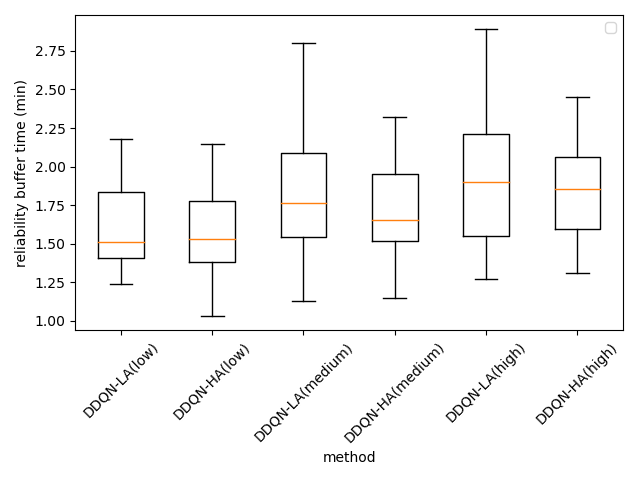 reliability buffer time (min)
2.75
2.50
2.25
2.00
1.75
1.50
1.25
1.00
DDQN-LA(low)
DDQN-HA(low)
DDQN-LA(medium)
DDQN-HA(medium)
DDQN-LA(high)
DDQN-HA(high)
method